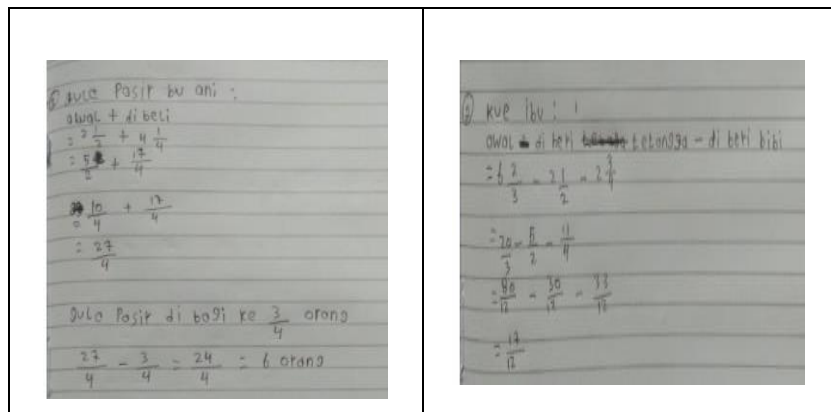 ⑥ gula Pasir bu ani :
awal + di beli
= 2 1/2 + 4 1/4
= 5/2 + 17/4
= 10/4 + 17/4
= 27/4
gula Pasir di bagi ke 3/4 orang
27/4 - 3/4 = 24/4 = 6 orang
⑦ kue ibu :
awal - di beri tetangga - di beri bibi
= 6 2/3 - 2 1/2 - 2 3/4
= 20/3 - 5/2 - 11/4
= 80/12 - 30/12 - 33/12
= 17/12